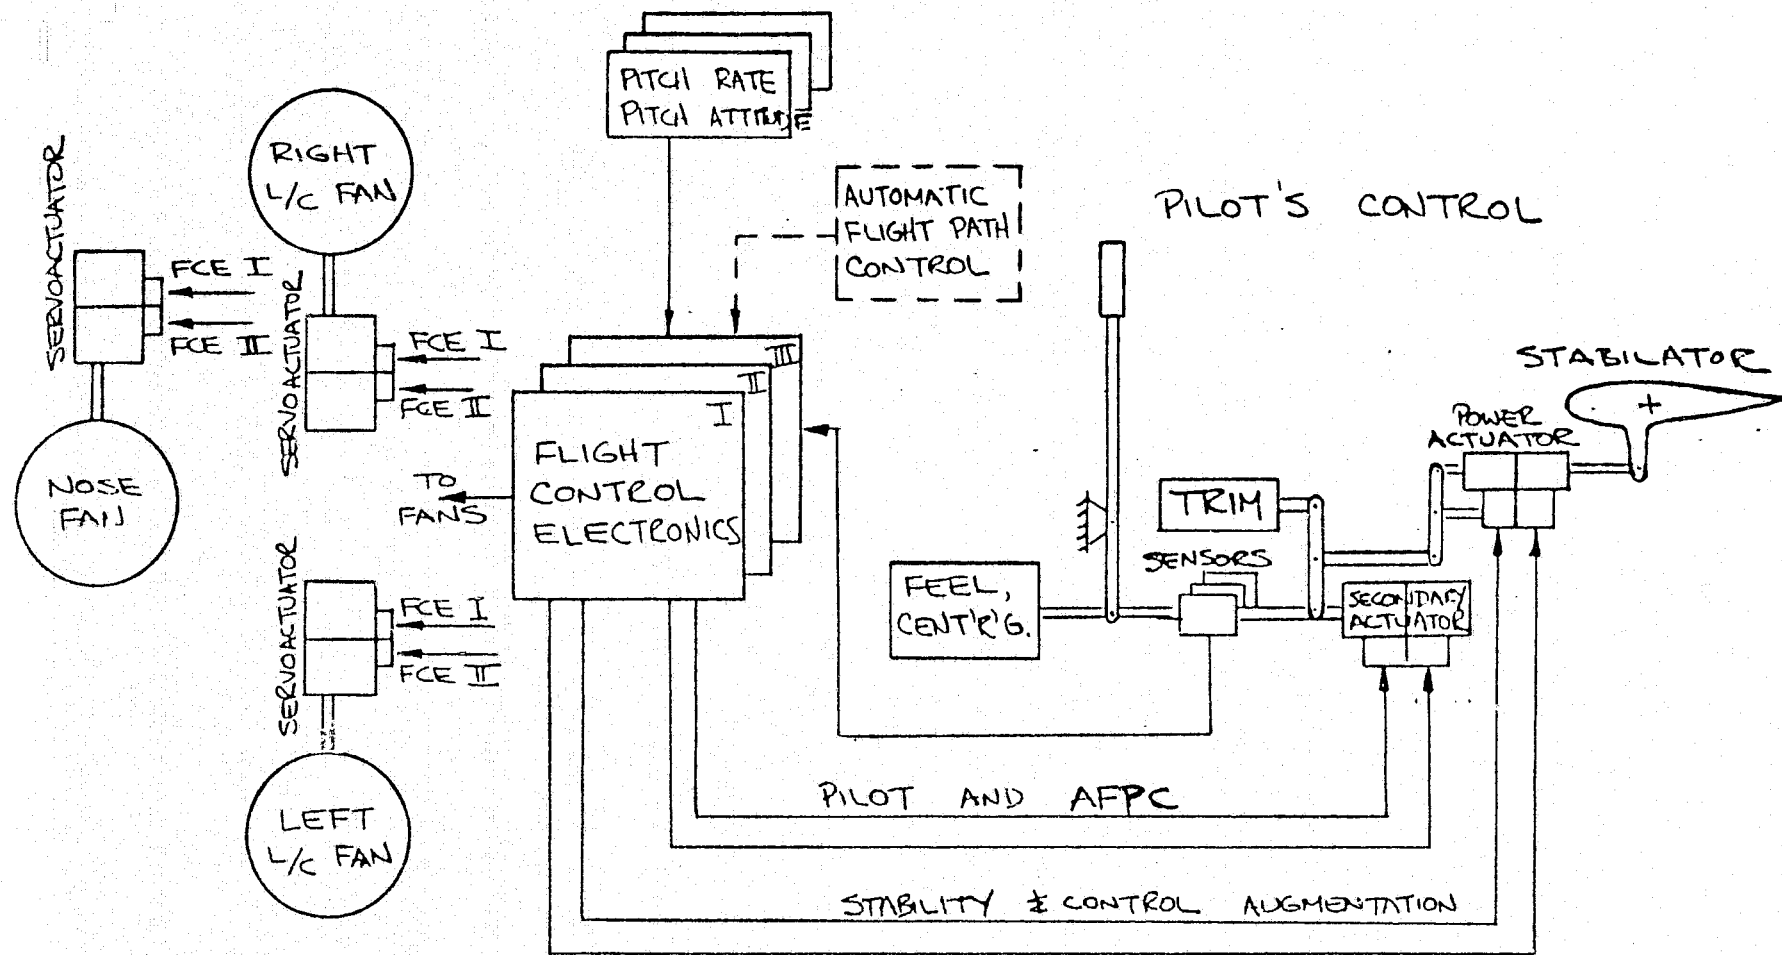 PITCH RATE
PITCH ATTITUDE
RIGHT
L/C FAN
SERVOACTUATOR
FCE I
FCE II
NOSE
FAN
SERVOACTUATOR
FCE I
FCE II
AUTOMATIC
FLIGHT PATH
CONTROL
PILOT'S CONTROL
III
II
I
FLIGHT
CONTROL
ELECTRONICS
TO
FANS
STABILATOR
POWER
ACTUATOR
TRIM
SENSORS
FEEL,
CENT'R'G.
SECONDARY
ACTUATOR
SERVOACTUATOR
FCE I
FCE II
LEFT
L/C FAN
PILOT AND AFPC
STABILITY & CONTROL AUGMENTATION